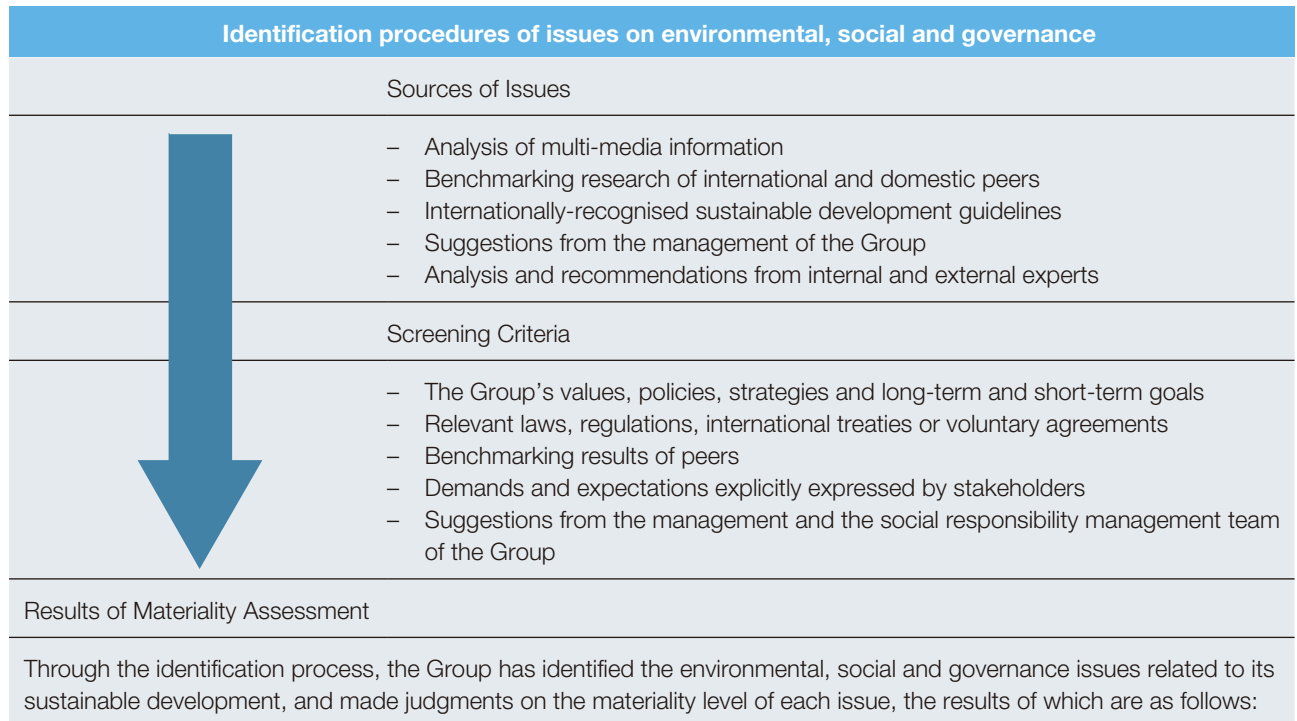 Identification procedures of issues on environmental, social and governance
Sources of Issues
– Analysis of multi-media information
– Benchmarking research of international and domestic peers
– Internationally-recognised sustainable development guidelines
– Suggestions from the management of the Group
– Analysis and recommendations from internal and external experts
Screening Criteria
– The Group’s values, policies, strategies and long-term and short-term goals
– Relevant laws, regulations, international treaties or voluntary agreements
– Benchmarking results of peers
– Demands and expectations explicitly expressed by stakeholders
– Suggestions from the management and the social responsibility management team
of the Group
Results of Materiality Assessment
Through the identification process, the Group has identified the environmental, social and governance issues related to its
sustainable development, and made judgments on the materiality level of each issue, the results of which are as follows: